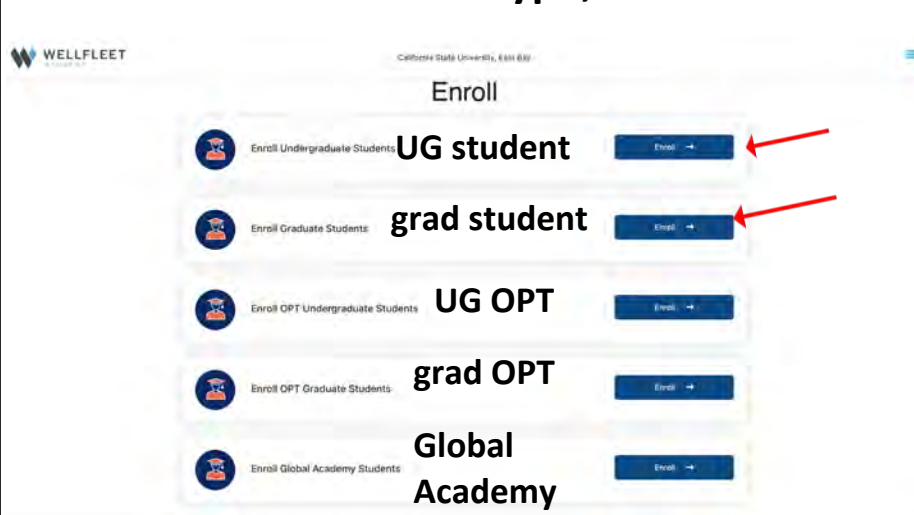 WELLFLEET
California State University, East Bay
Enroll
Enroll Undergraduate Students UG student Enroll →
Enroll Graduate Students grad student Enroll →
Enroll OPT Undergraduate Students UG OPT Enroll →
Enroll OPT Graduate Students grad OPT Enroll →
Enroll Global Academy Students Global Academy Enroll →